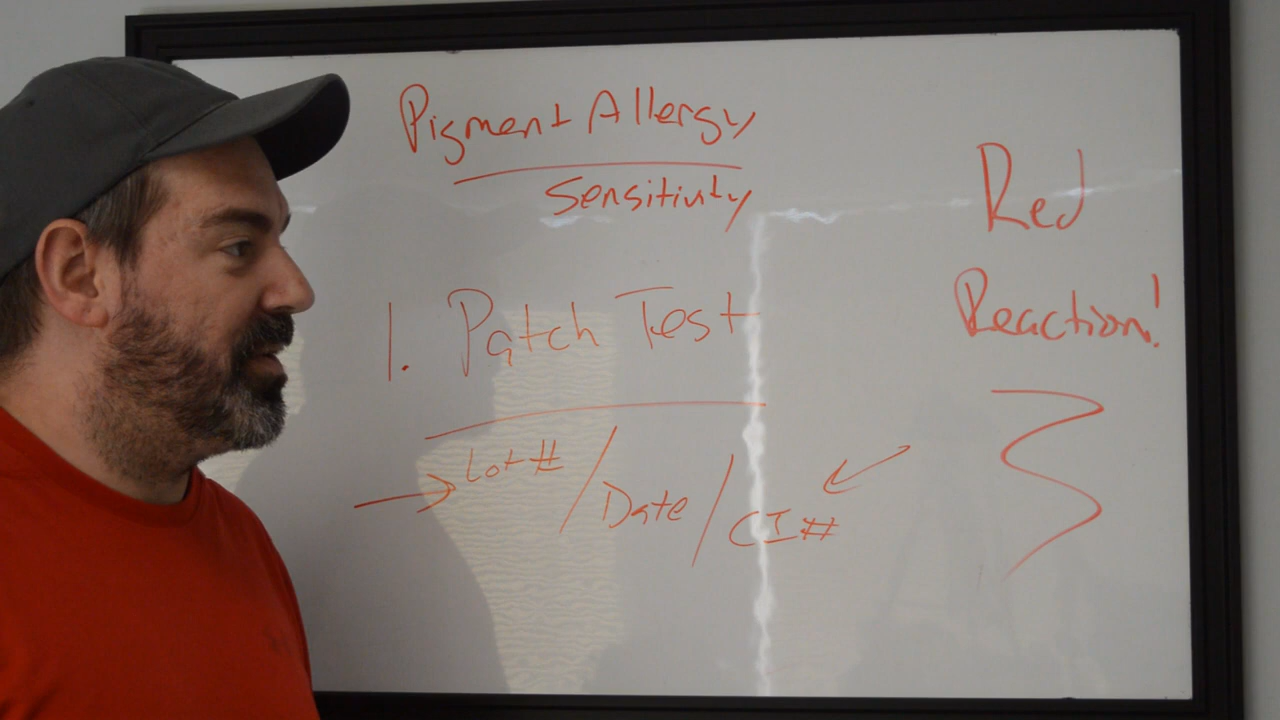 Pigment Allergy
Sensitivity
1. Patch Test
Lot # / Date / CI#
Red
Reaction!